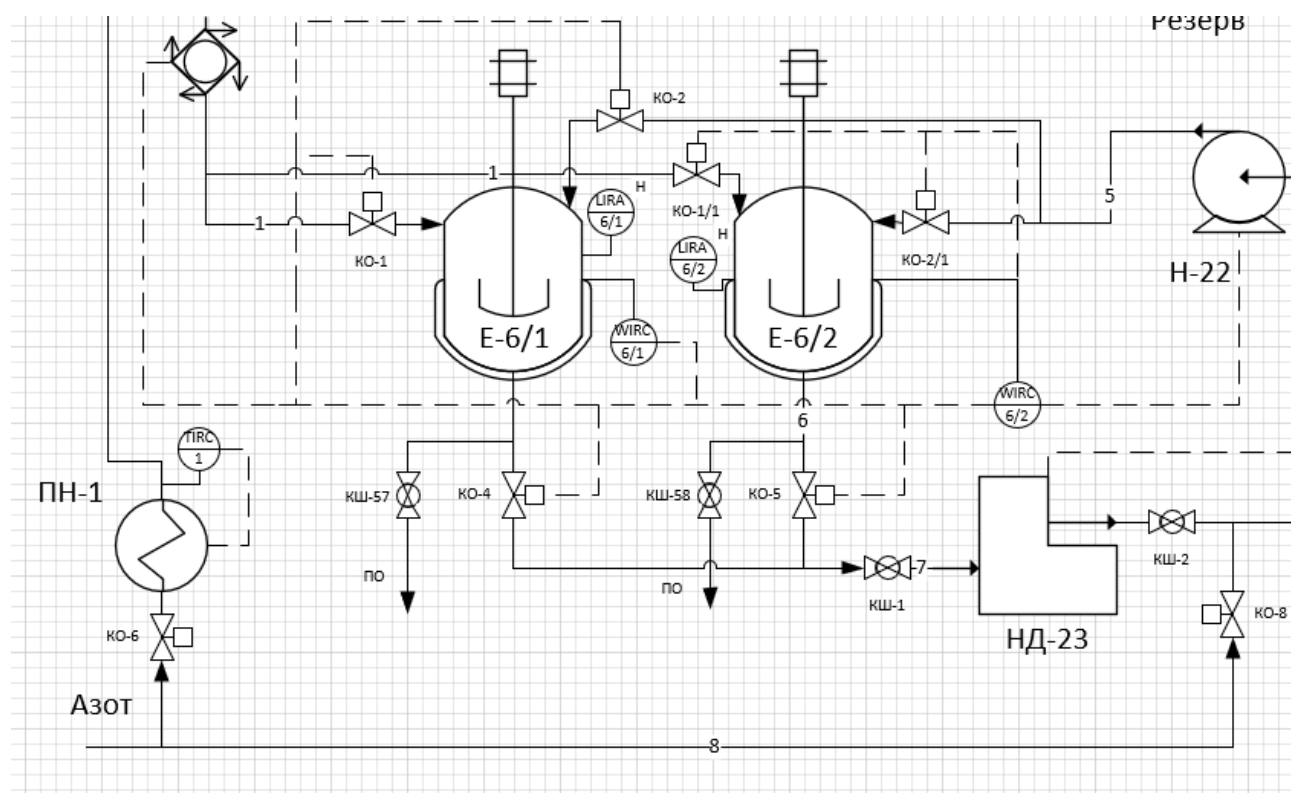 Резерв
КО-2
1
КО-1/1
5
LIRA
6/1
Н
LIRA
6/2
Н
1
КО-1
КО-2/1
Н-22
Е-6/1
Е-6/2
WIRC
6/1
WIRC
6/2
6
TIRC
1
ПН-1
КШ-57
КО-4
КШ-58
КО-5
КШ-2
ПО
ПО
7
КШ-1
КО-6
НД-23
КО-8
Азот
8